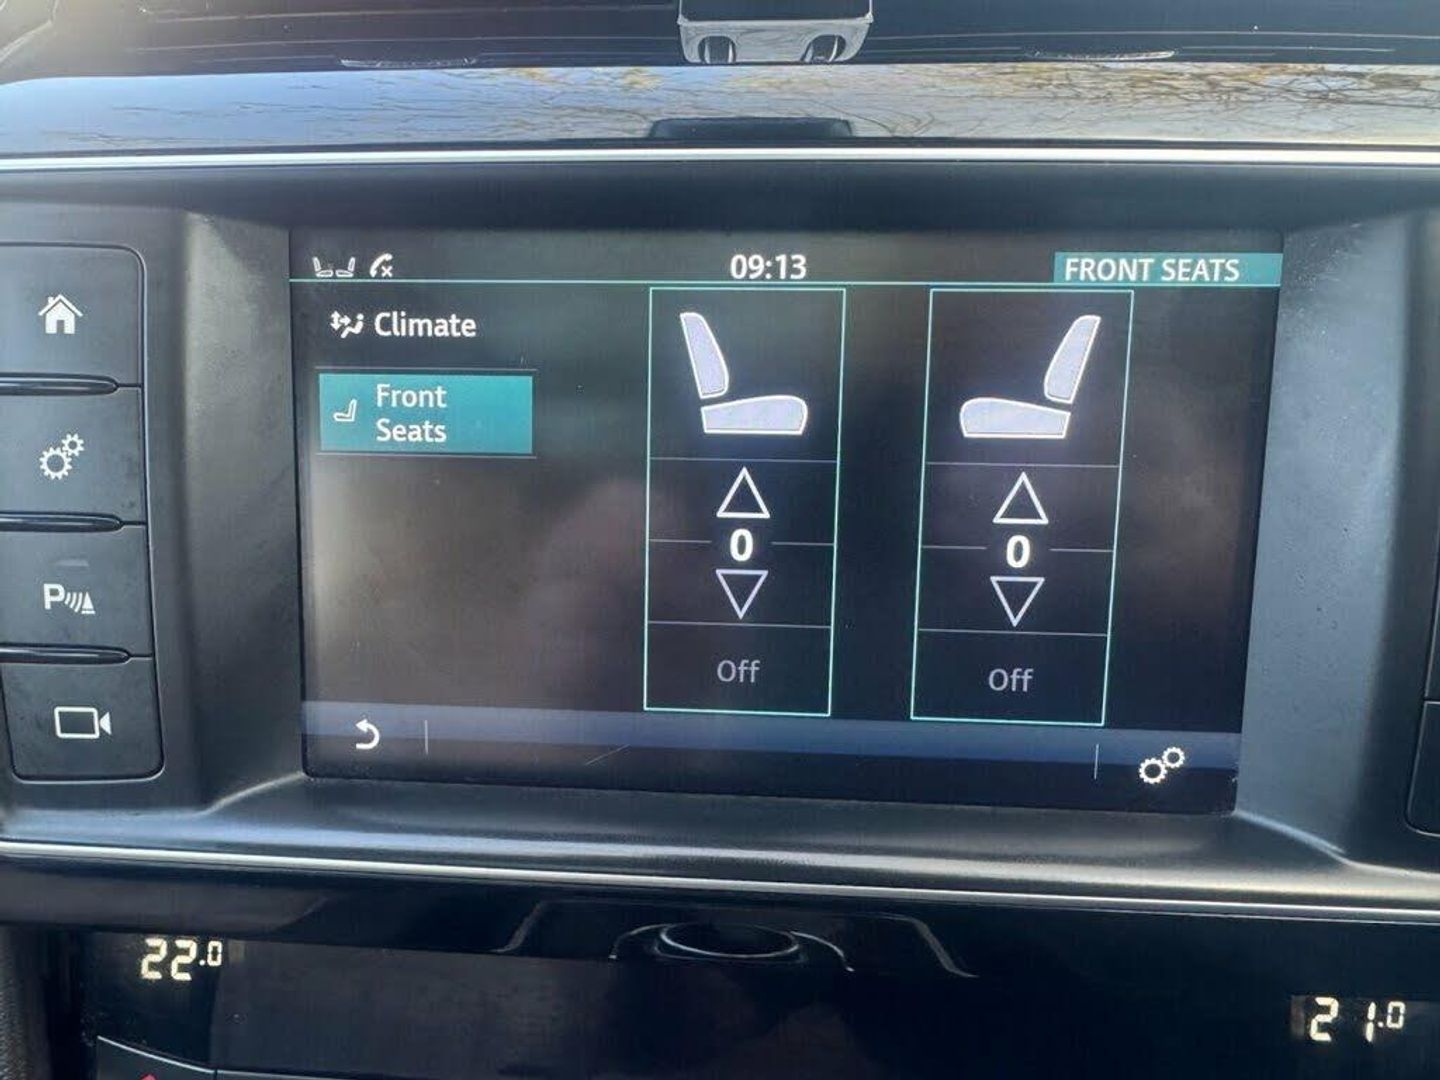 09:13
FRONT SEATS
Climate
Front
Seats
0
0
Off
Off
P
22.0
21.0